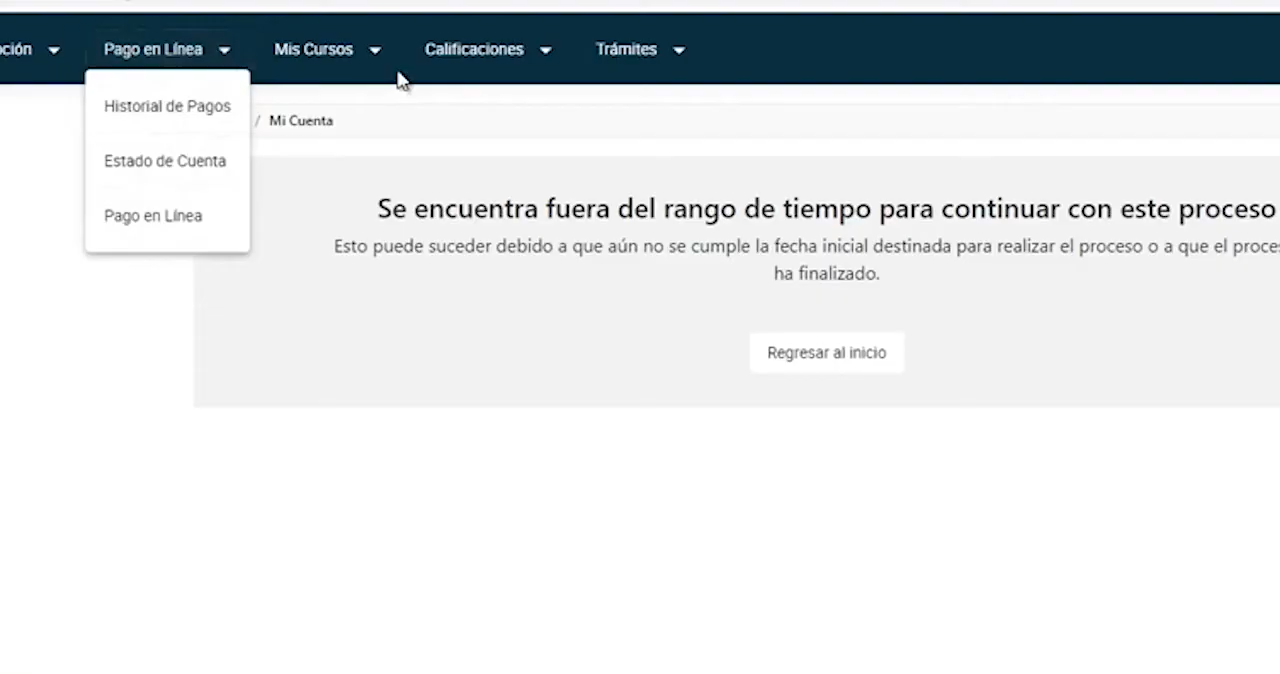 Pago en Línea
Mis Cursos
Calificaciones
Trámites
Historial de Pagos
Estado de Cuenta
Pago en Línea
/ Mi Cuenta
Se encuentra fuera del rango de tiempo para continuar con este proceso
Esto puede suceder debido a que aún no se cumple la fecha inicial destinada para realizar el proceso o a que el
ha finalizado.
Regresar al inicio